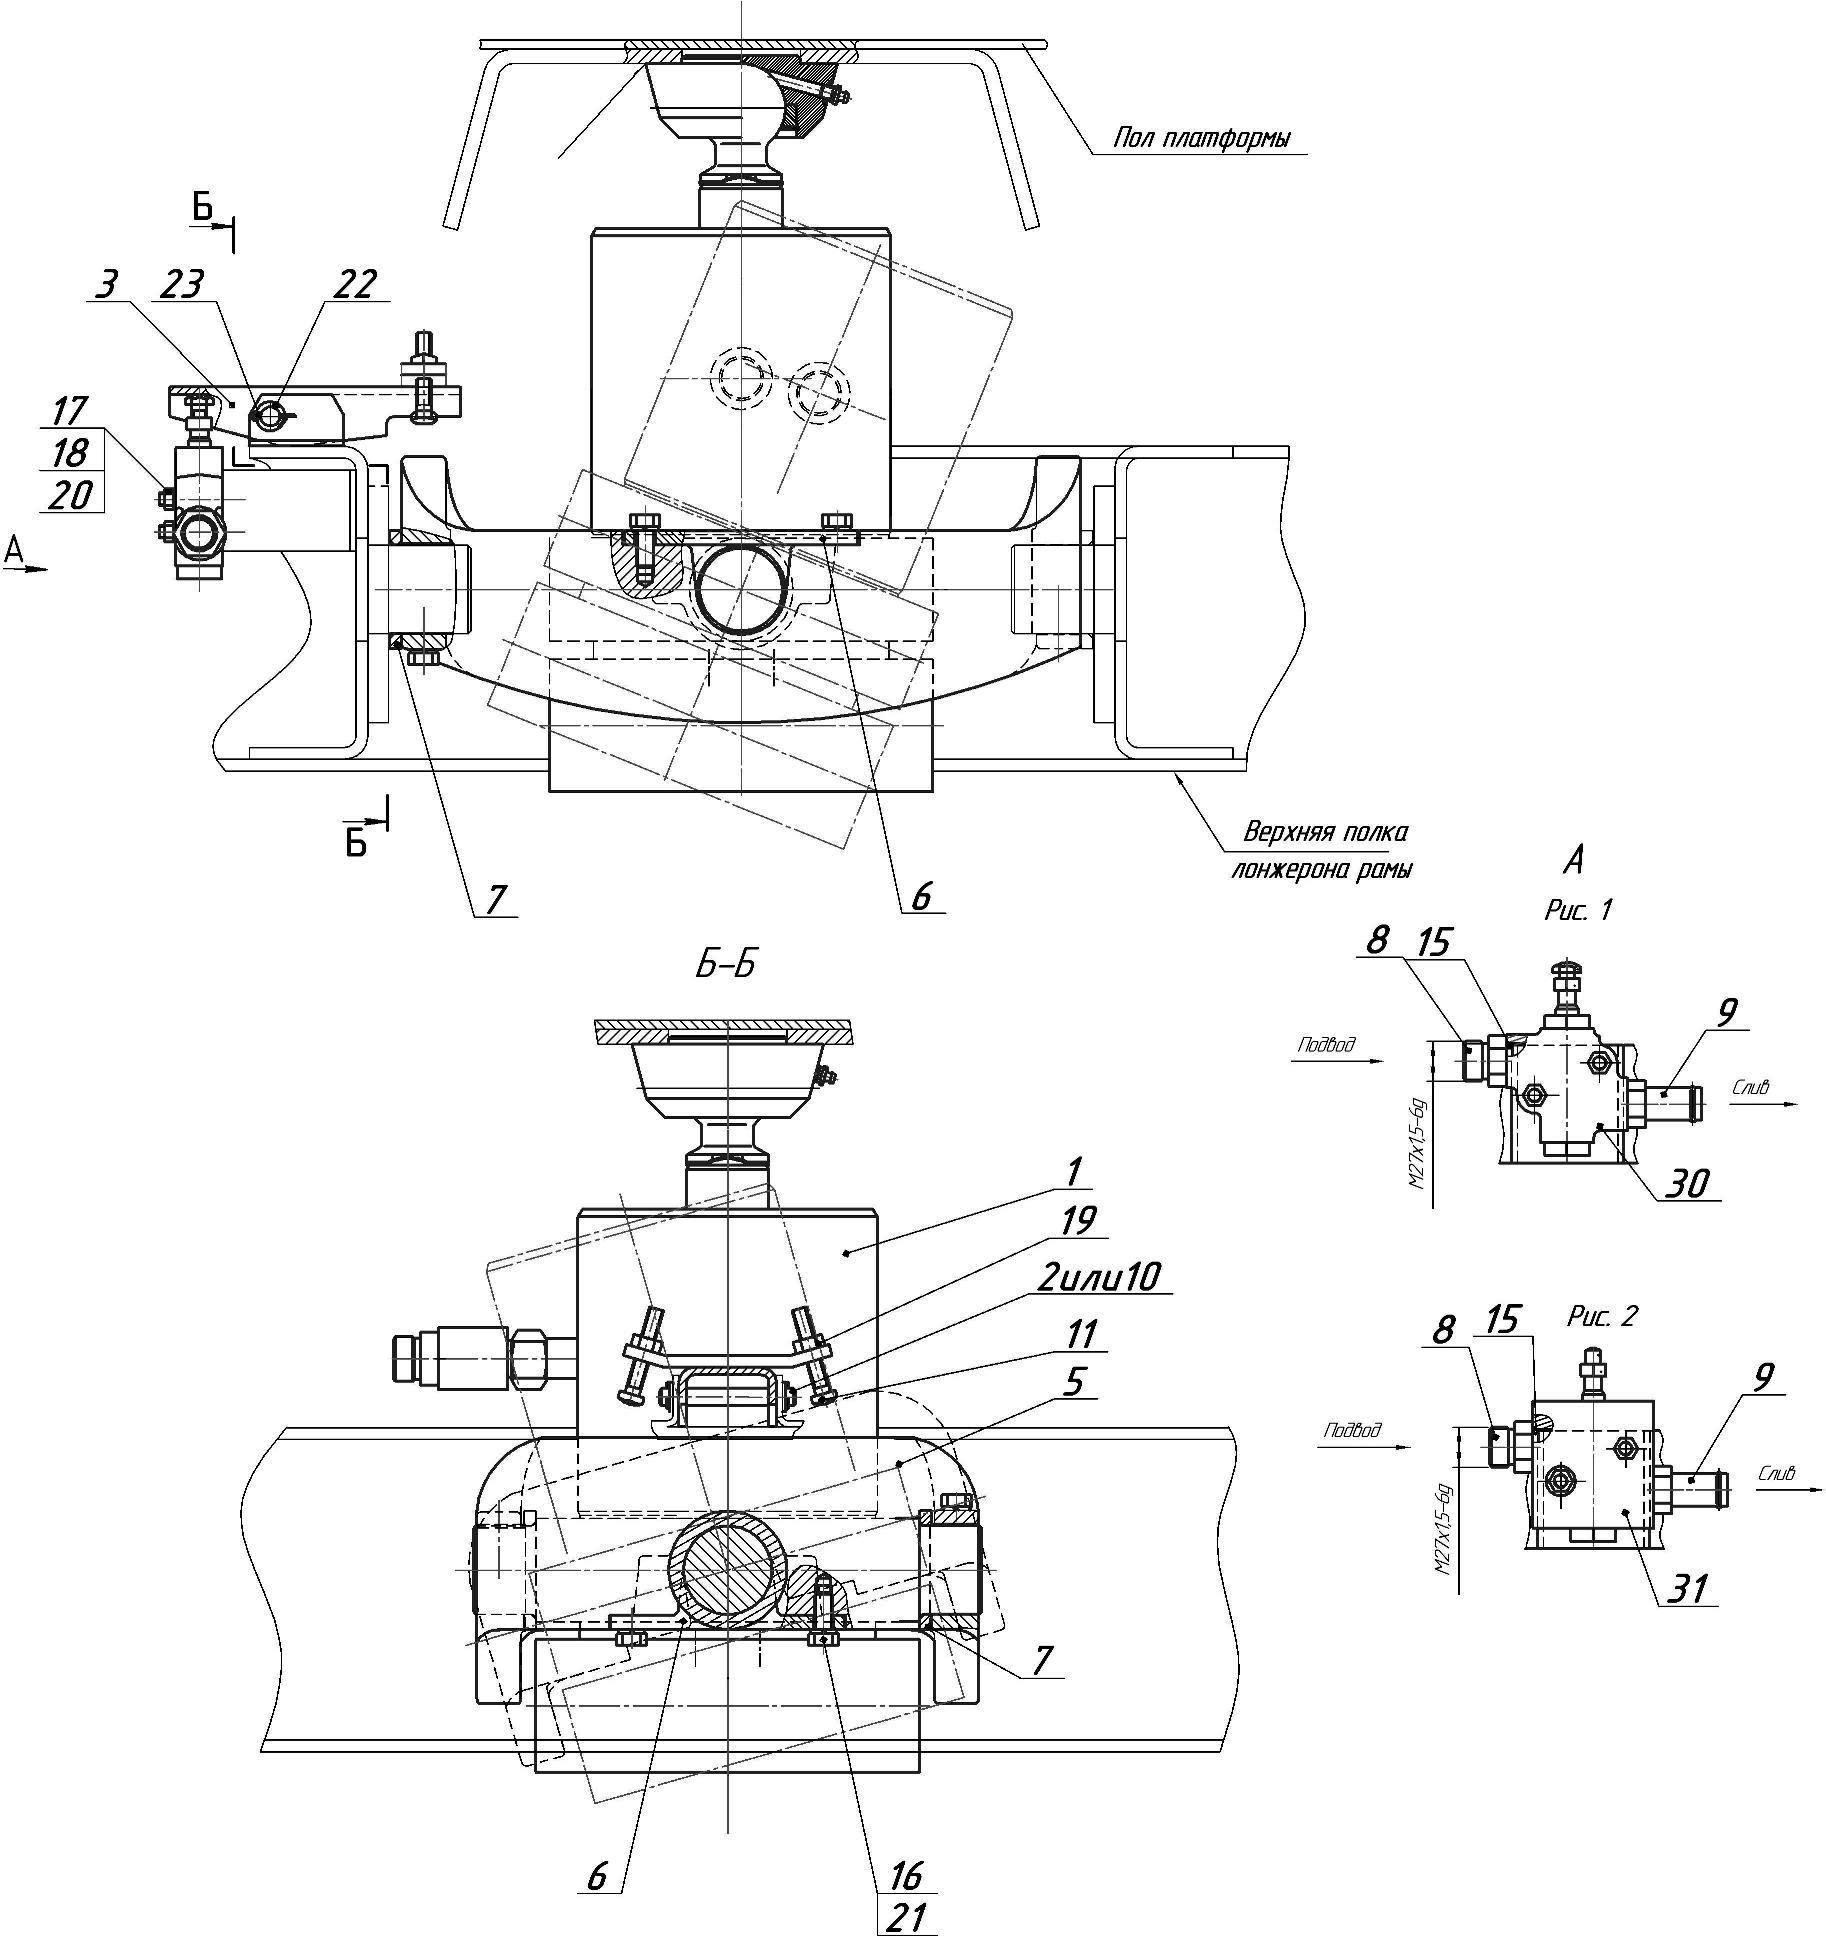 Пол платформы
Б
3
23
22
17
18
20
А
Б
7
6
Верхняя полка
лонжерона рамы
А
Рис. 1
8
15
9
Подвод
Слив
М27х1,5-6g
30
Б-Б
1
19
2или10
11
5
7
6
16
21
Рис. 2
8
15
9
Подвод
Слив
М27х1,5-6g
31